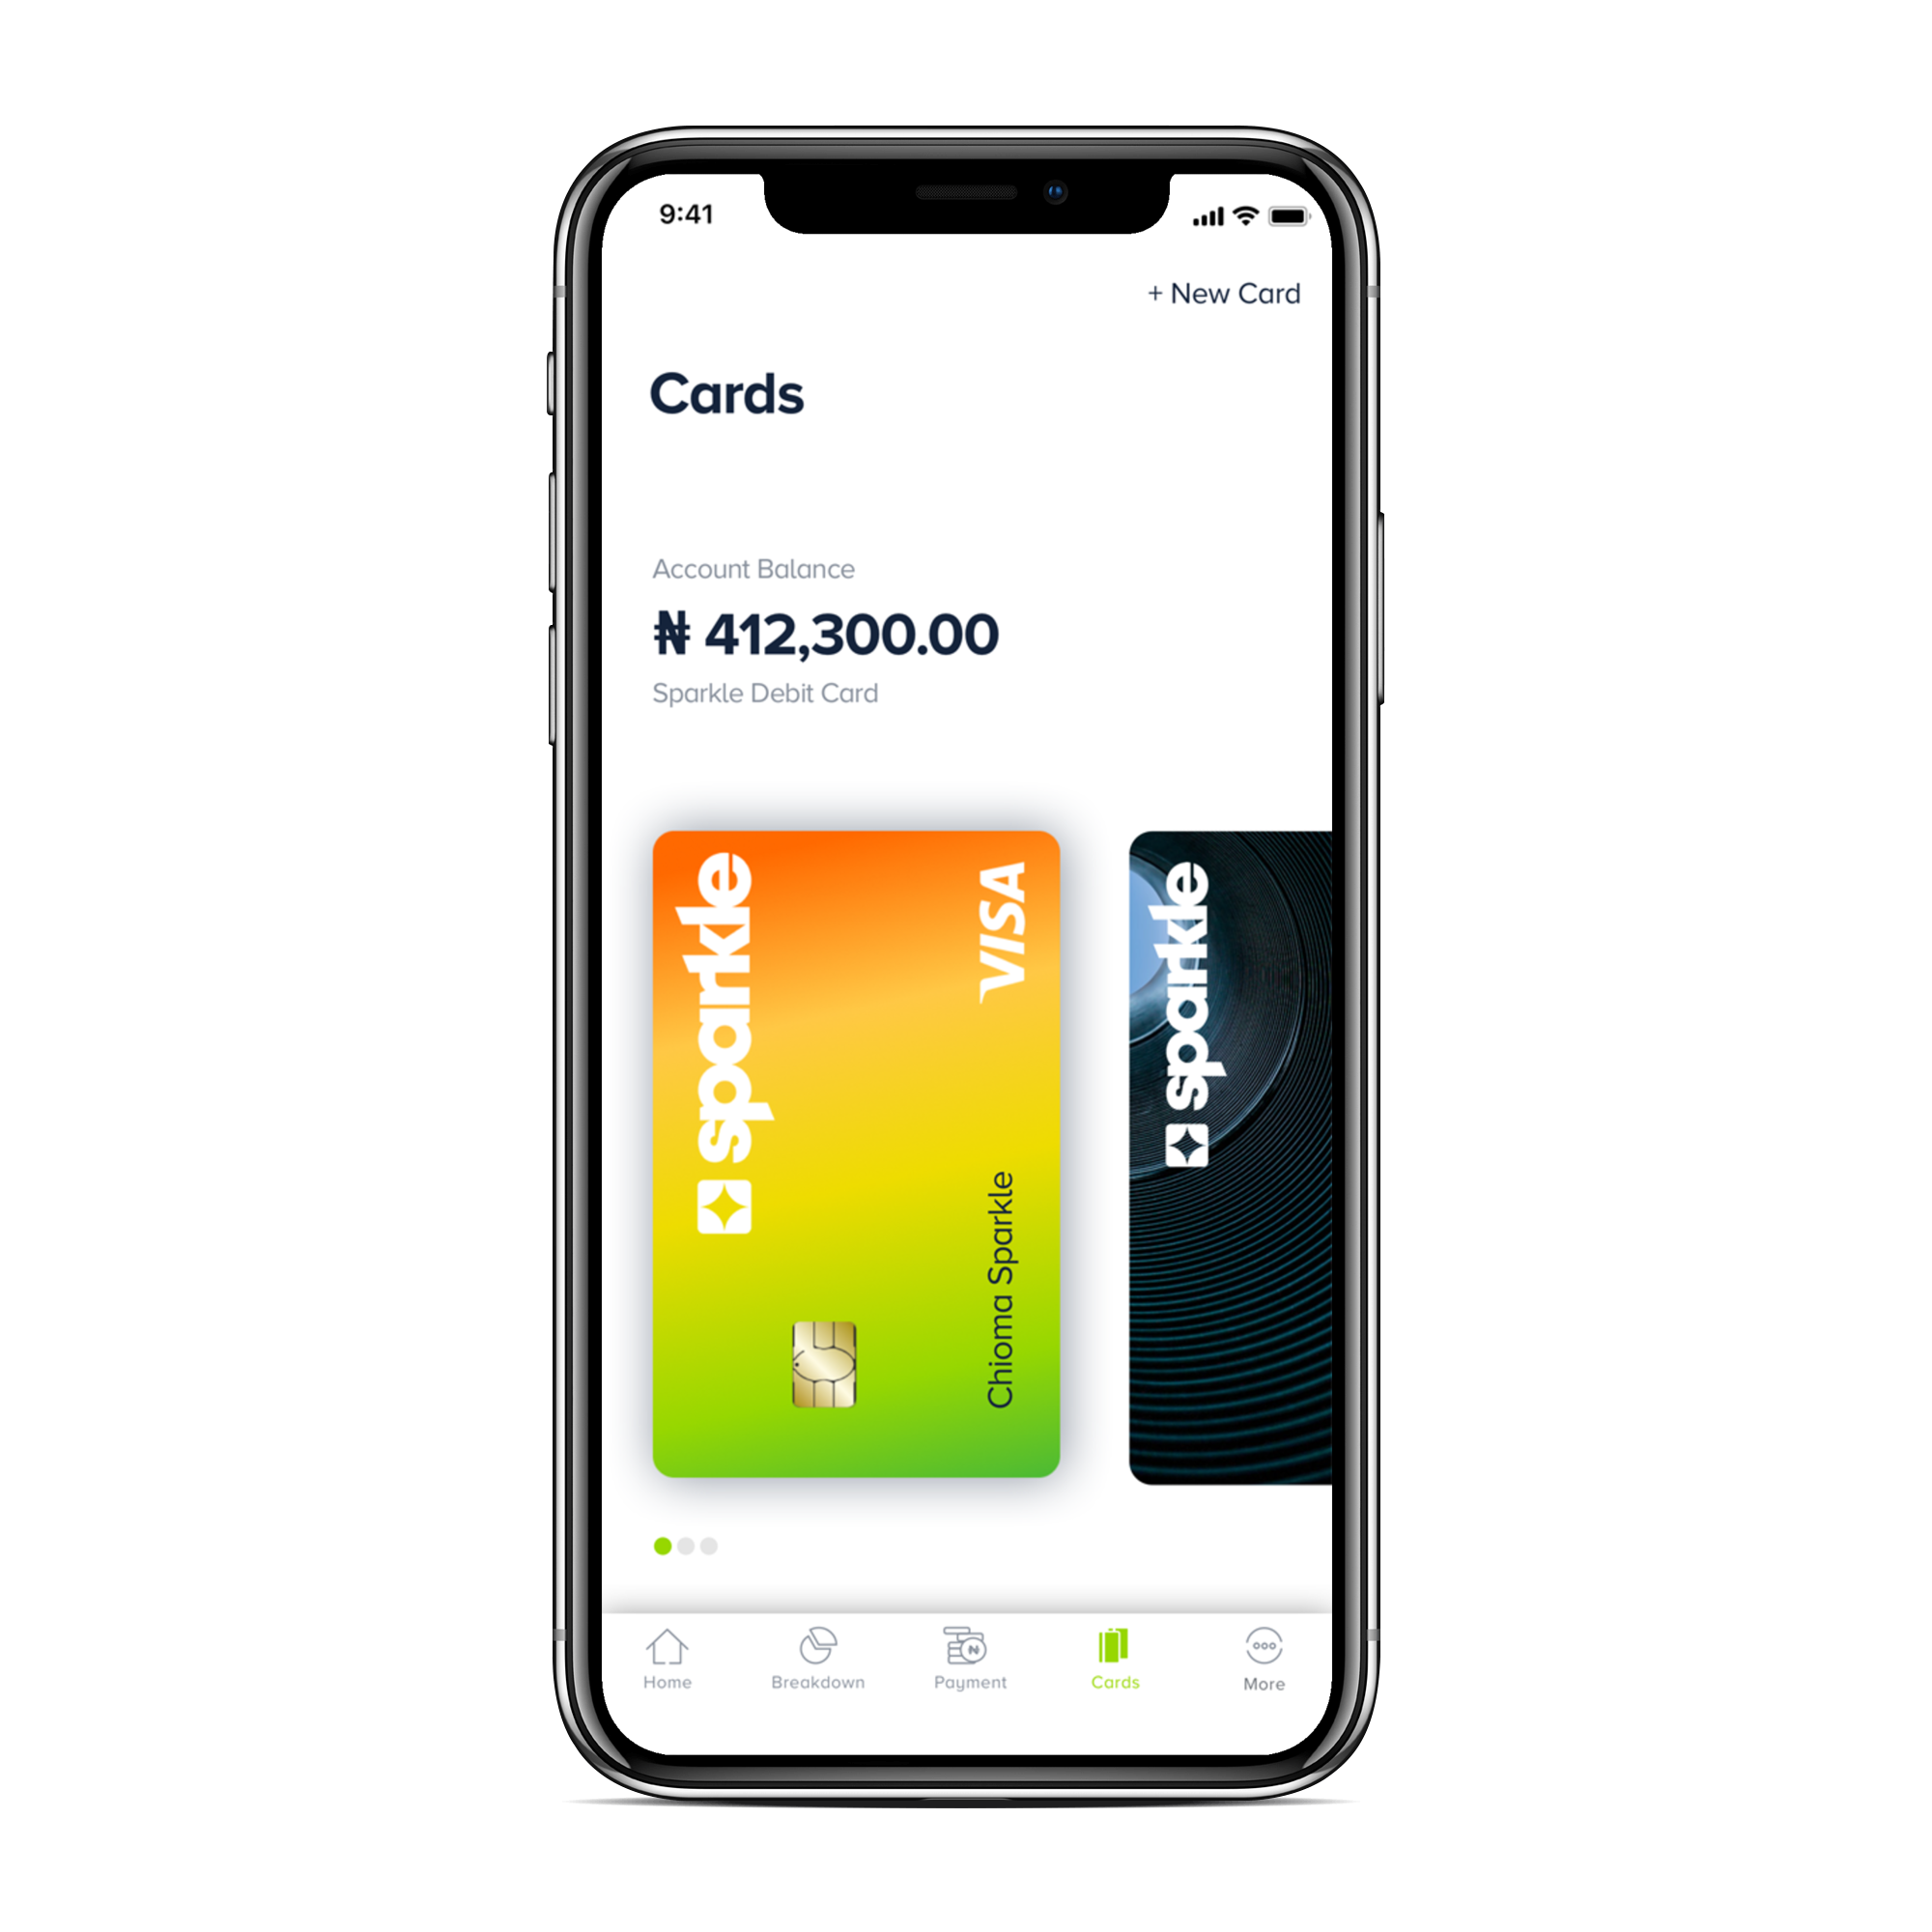 9:41
+ New Card
Cards
Account Balance
₦ 412,300.00
Sparkle Debit Card
sparkle
VISA
Chioma Sparkle
sparkle
Home
Breakdown
Payment
Cards
More